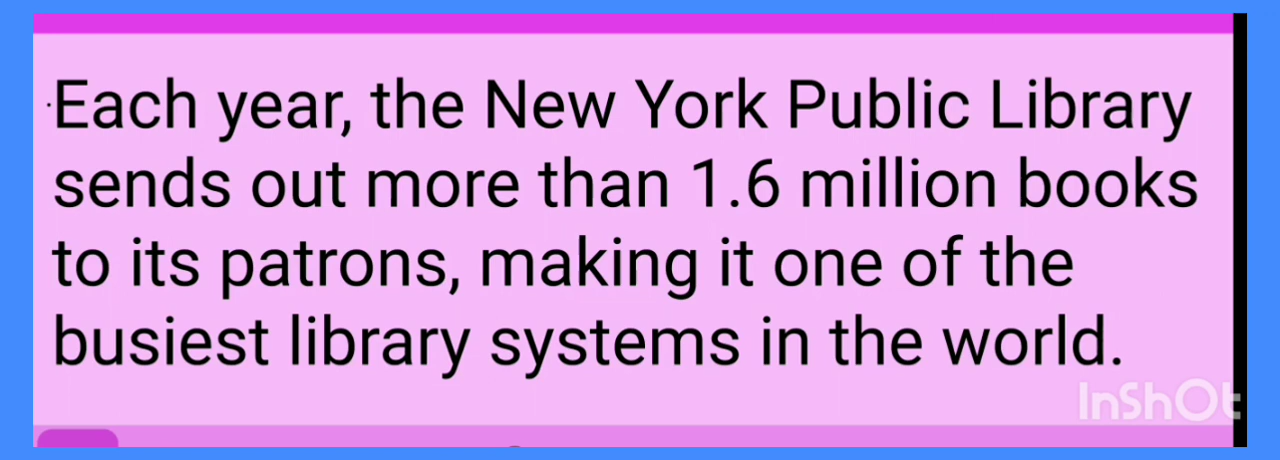 ·Each year, the New York Public Library
sends out more than 1.6 million books
to its patrons, making it one of the
busiest library systems in the world.
InShOt